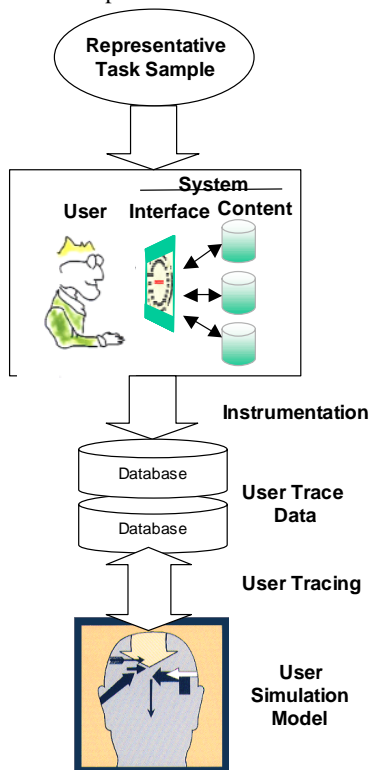 Representative
Task Sample
System
User Interface Content
Instrumentation
Database
User Trace
Data
Database
User Tracing
User
Simulation
Model